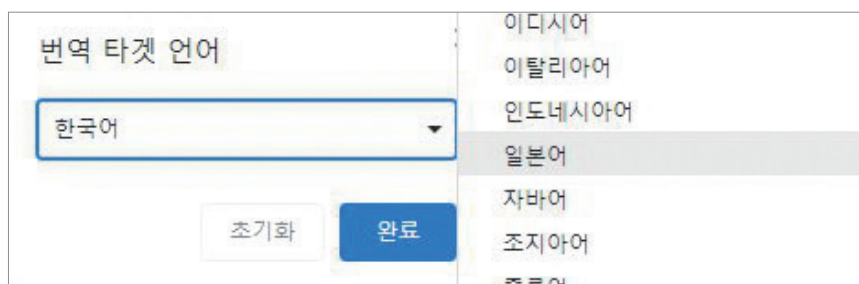 번역 타겟 언어
한국어
초기화
완료
이디시어
이탈리아어
인도네시아어
일본어
자바어
조지아어